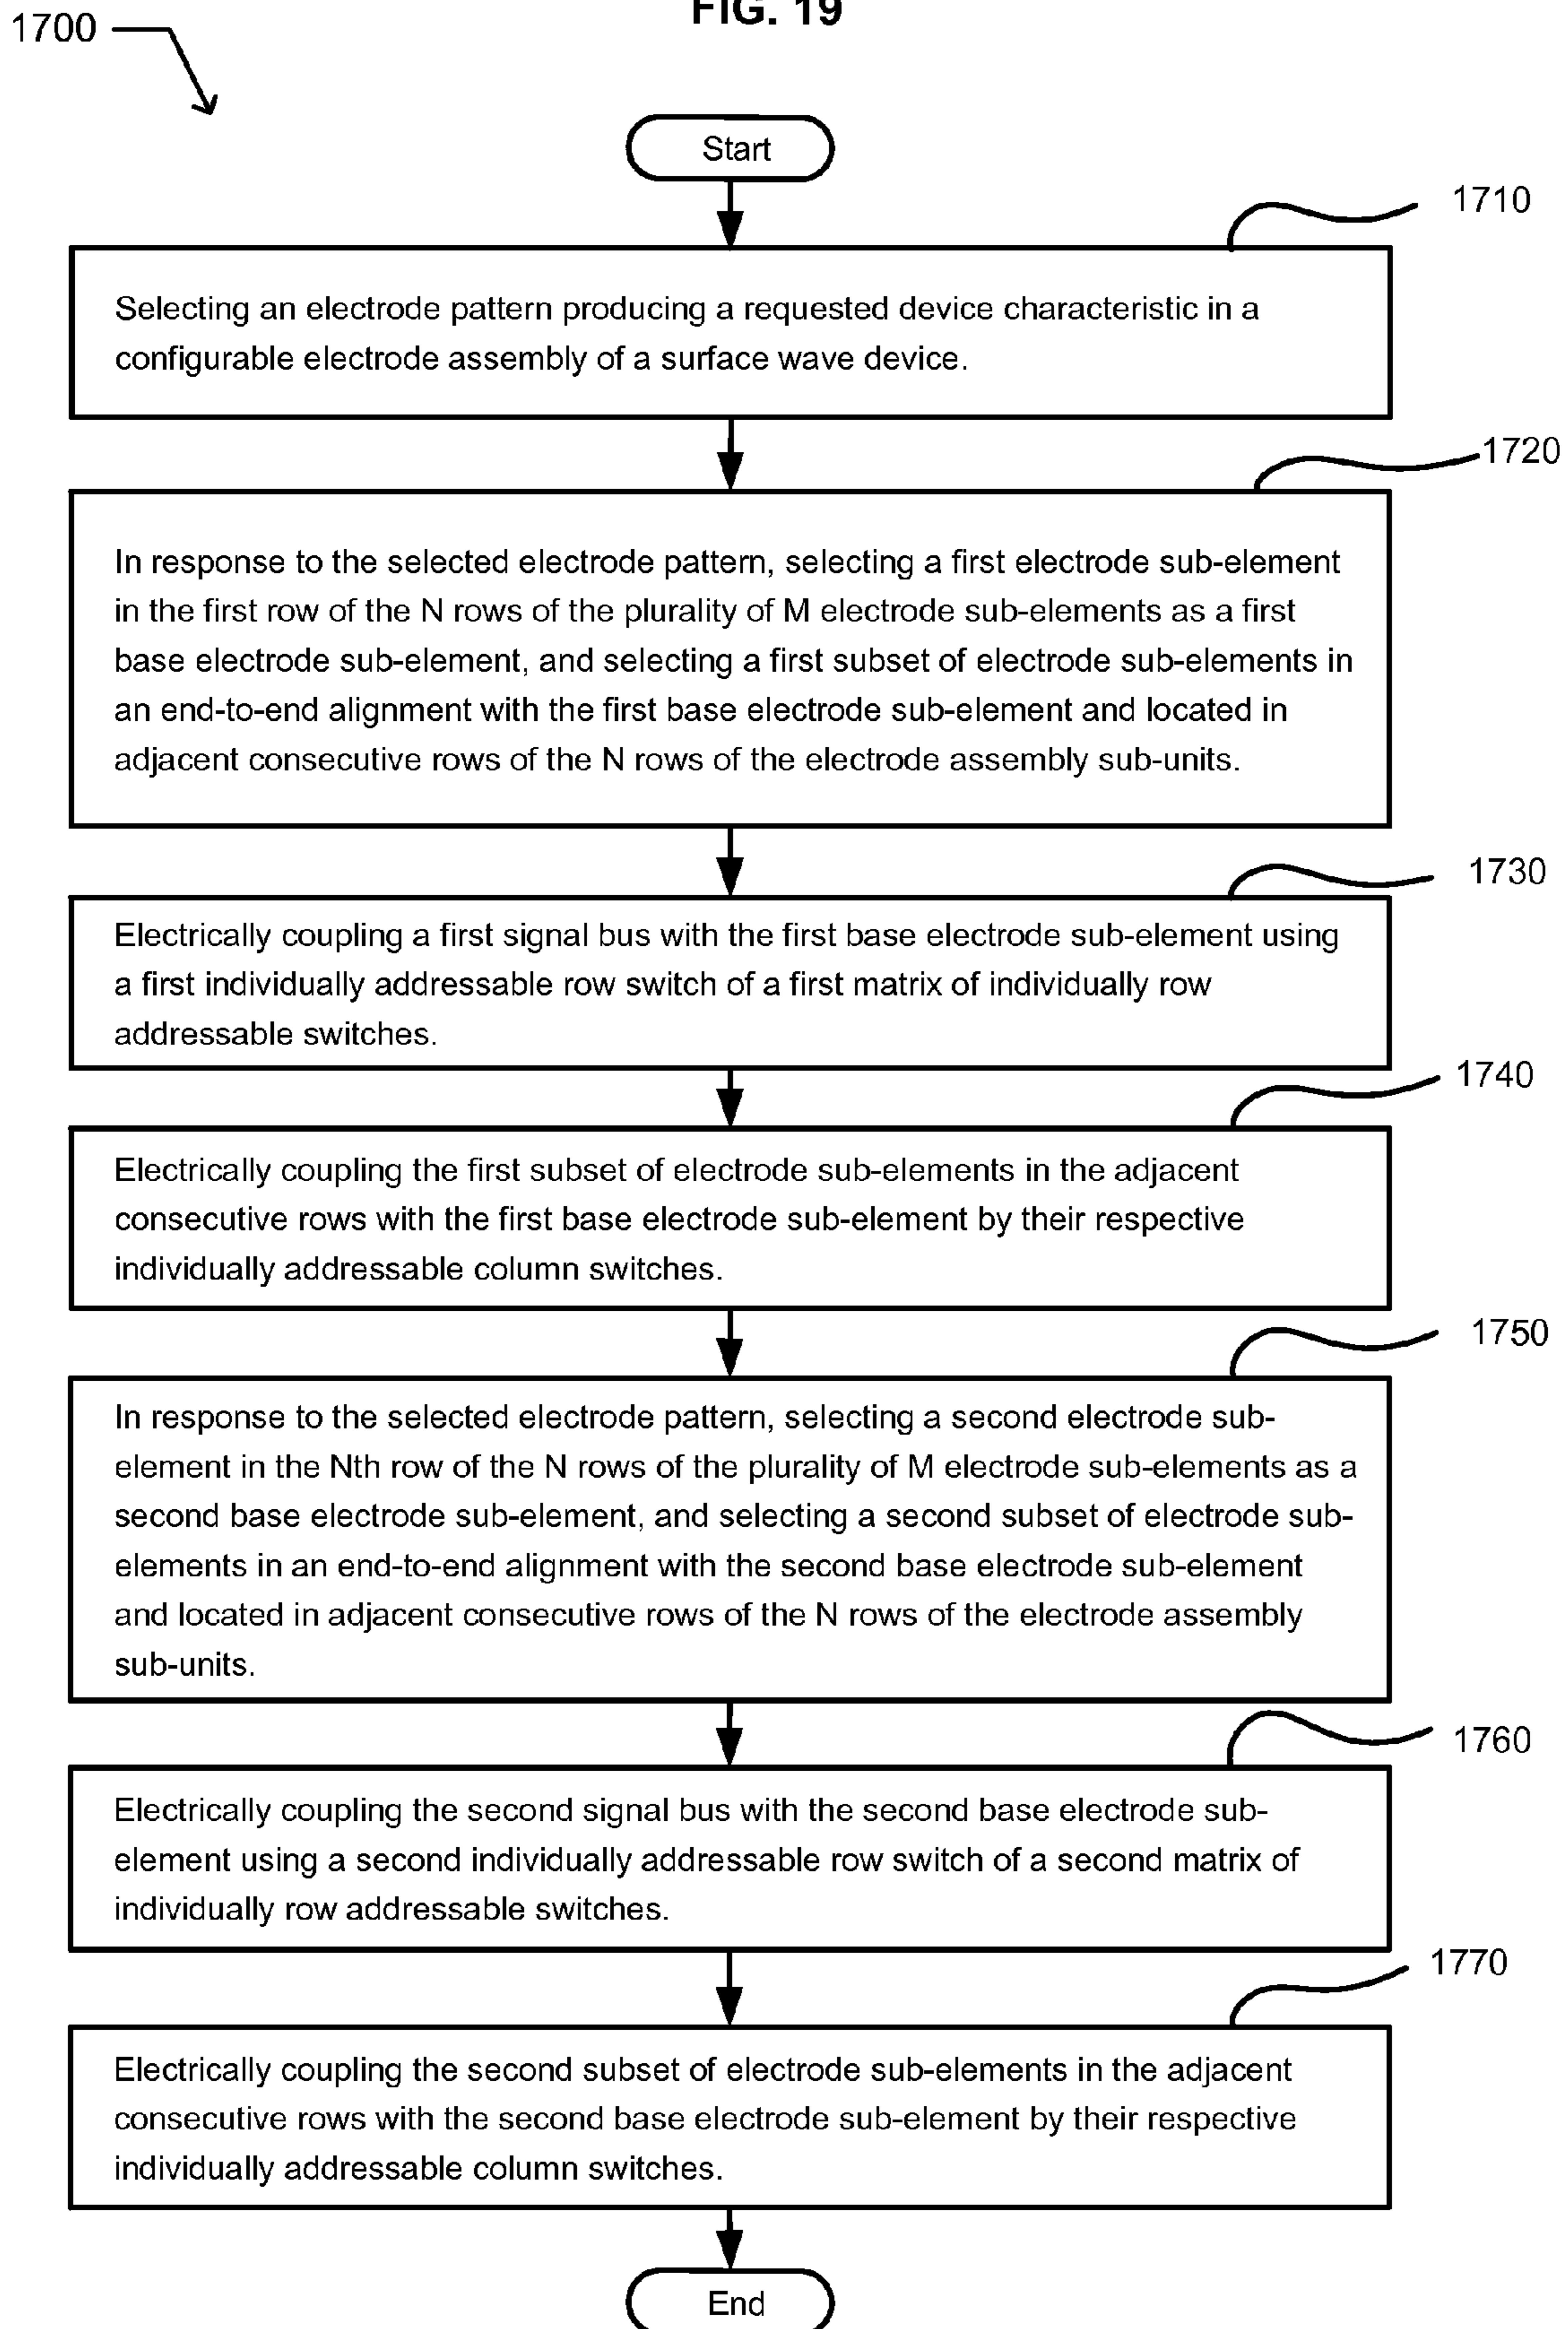 FIG. 19
1700
Start
1710
Selecting an electrode pattern producing a requested device characteristic in a
configurable electrode assembly of a surface wave device.
1720
In response to the selected electrode pattern, selecting a first electrode sub-element
in the first row of the N rows of the plurality of M electrode sub-elements as a first
base electrode sub-element, and selecting a first subset of electrode sub-elements in
an end-to-end alignment with the first base electrode sub-element and located in
adjacent consecutive rows of the N rows of the electrode assembly sub-units.
1730
Electrically coupling a first signal bus with the first base electrode sub-element using
a first individually addressable row switch of a first matrix of individually row
addressable switches.
1740
Electrically coupling the first subset of electrode sub-elements in the adjacent
consecutive rows with the first base electrode sub-element by their respective
individually addressable column switches.
1750
In response to the selected electrode pattern, selecting a second electrode sub-
element in the Nth row of the N rows of the plurality of M electrode sub-elements as a
second base electrode sub-element, and selecting a second subset of electrode sub-
elements in an end-to-end alignment with the second base electrode sub-element
and located in adjacent consecutive rows of the N rows of the electrode assembly
sub-units.
1760
Electrically coupling the second signal bus with the second base electrode sub-
element using a second individually addressable row switch of a second matrix of
individually row addressable switches.
1770
Electrically coupling the second subset of electrode sub-elements in the adjacent
consecutive rows with the second base electrode sub-element by their respective
individually addressable column switches.
End